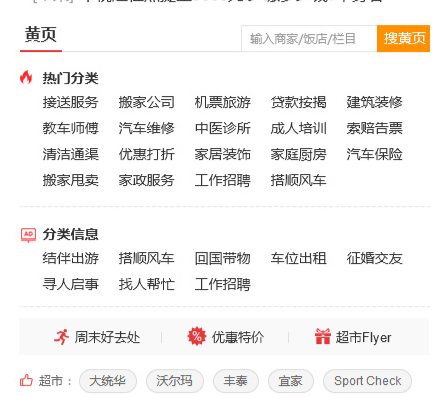 黄页 输入商家/饭店/栏目 搜黄页
热门分类
接送服务 搬家公司 机票旅游 贷款按揭 建筑装修
教车师傅 汽车维修 中医诊所 成人培训 索赔告票
清洁通渠 优惠打折 家居装饰 家庭厨房 汽车保险
搬家甩卖 家政服务 工作招聘 搭顺风车
AD 分类信息
结伴出游 搭顺风车 回国带物 车位出租 征婚交友
寻人启事 找人帮忙 工作招聘
周末好去处 优惠特价 超市Flyer
超市： 大统华 沃尔玛 丰泰 宜家 Sport Check